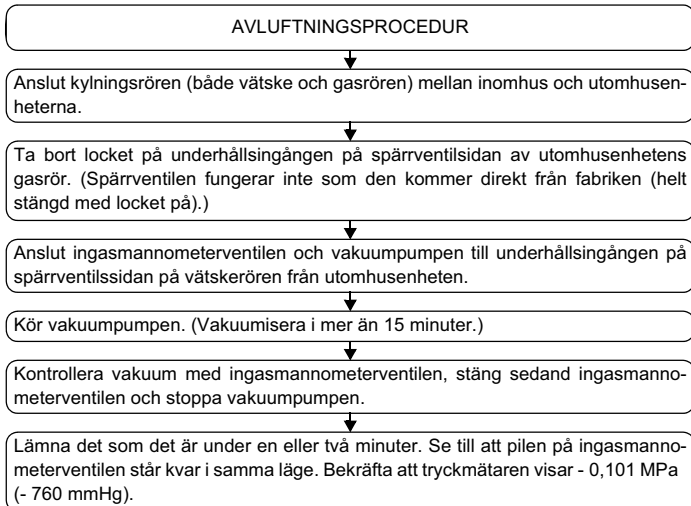 AVLUFTNINGSPROCEDUR
Anslut kylningsrören (både vätske och gasrören) mellan inomhus och utomhusen-
heterna.
Ta bort locket på underhållsingången på spärrventilsidan av utomhusenhetens
gasrör. (Spärrventilen fungerar inte som den kommer direkt från fabriken (helt
stängd med locket på).)
Anslut ingasmannometerventilen och vakuumpumpen till underhållsingången på
spärrventilssidan på vätskerören från utomhusenheten.
Kör vakuumpumpen. (Vakuumisera i mer än 15 minuter.)
Kontrollera vakuum med ingasmannometerventilen, stäng sedand ingasmanno-
meterventilen och stoppa vakuumpumpen.
Lämna det som det är under en eller två minuter. Se till att pilen på ingasmanno-
meterventilen står kvar i samma läge. Bekräfta att tryckmätaren visar - 0,101 MPa
(- 760 mmHg).